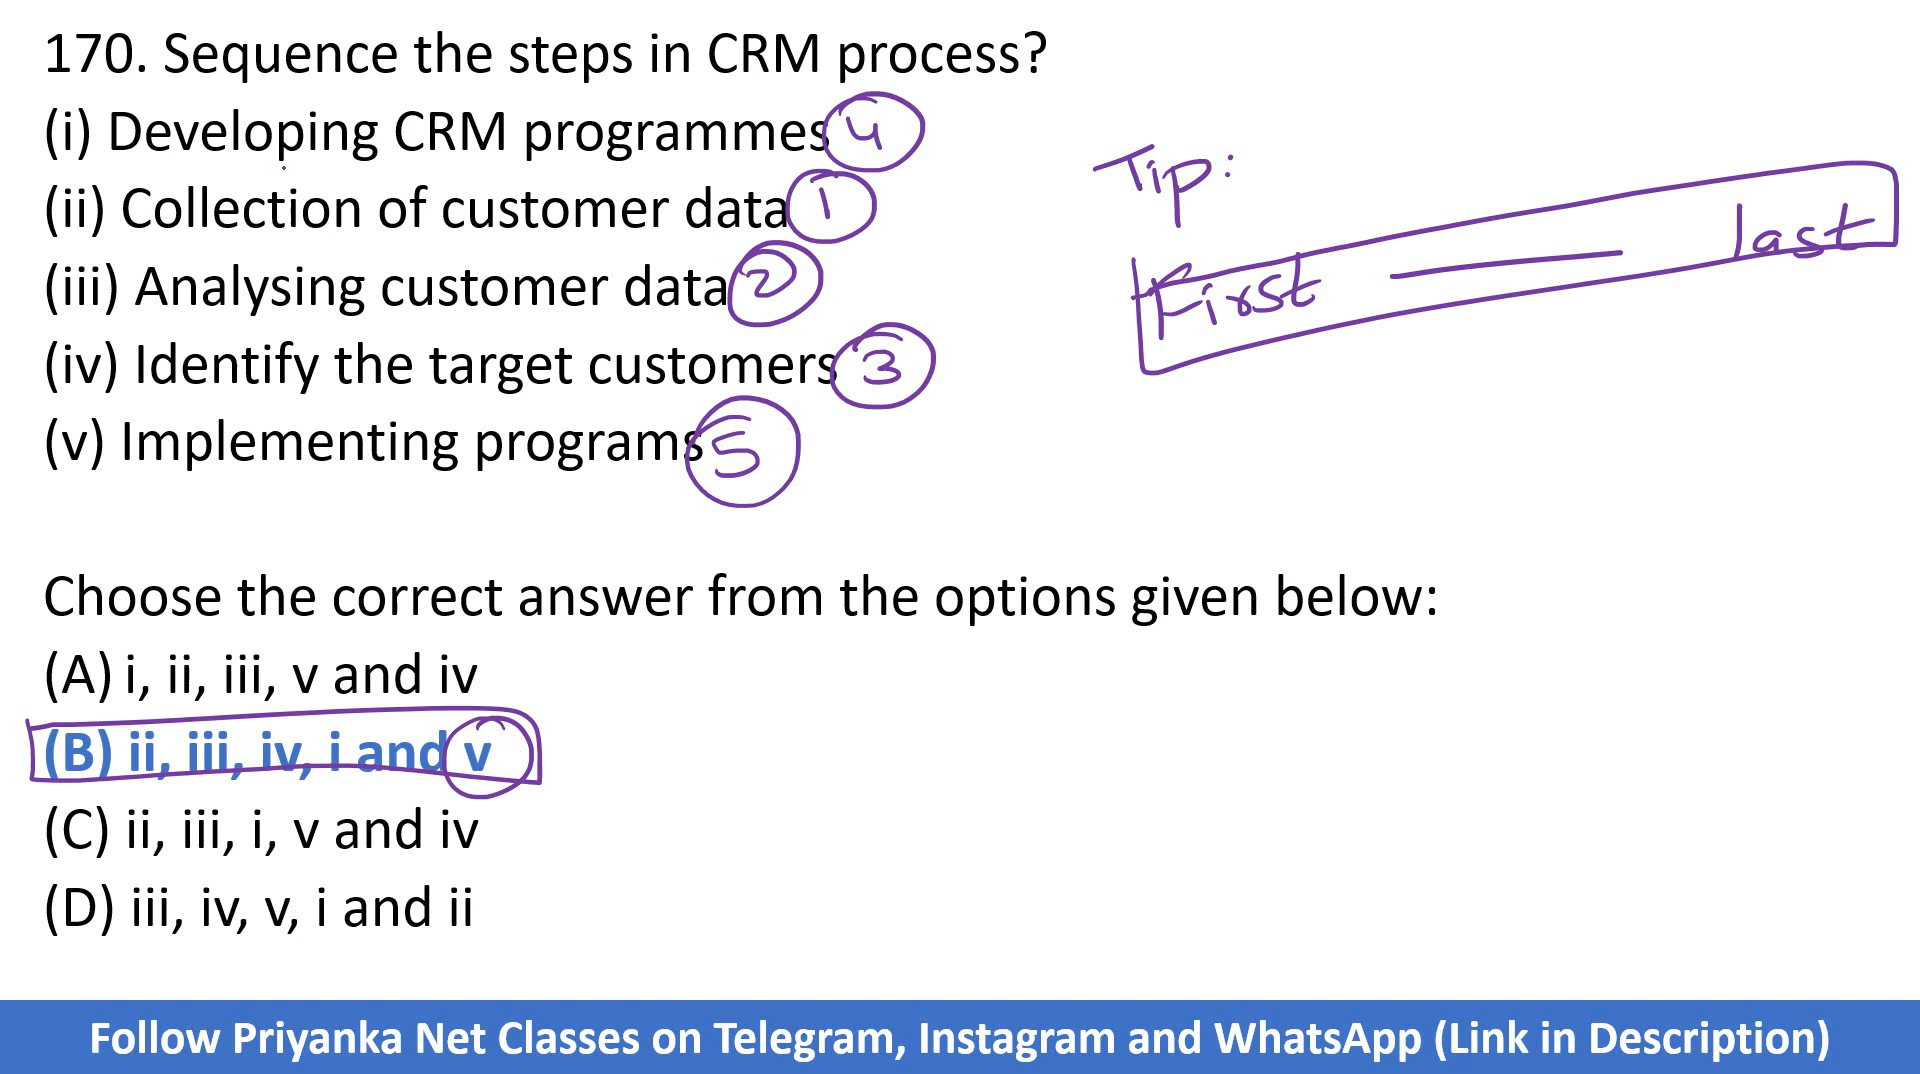 170. Sequence the steps in CRM process?
(i) Developing CRM programmes 4
(ii) Collection of customer data 1
(iii) Analysing customer data 2
(iv) Identify the target customers 3
(v) Implementing programs 5
Tip:
First — last
Choose the correct answer from the options given below:
(A) i, ii, iii, v and iv
(B) ii, iii, iv, i and v
(C) ii, iii, i, v and iv
(D) iii, iv, v, i and ii
Follow Priyanka Net Classes on Telegram, Instagram and WhatsApp (Link in Description)